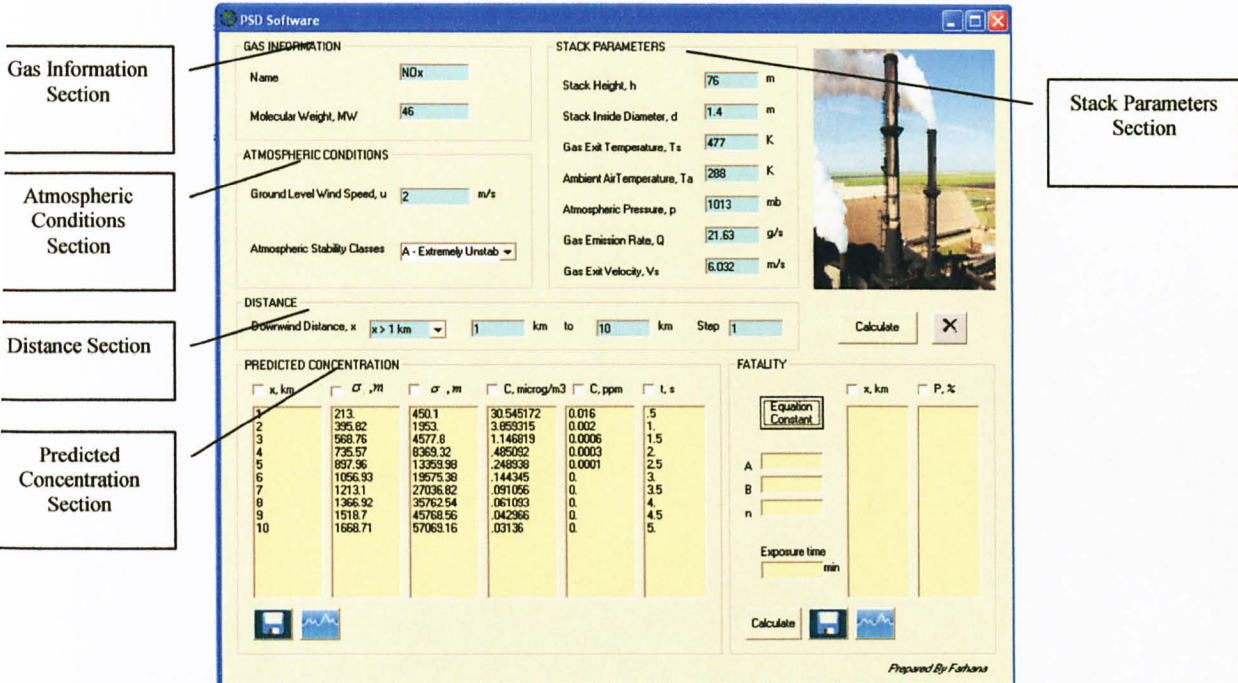 PSD Software
GAS INFORMATION
Name NOx
Molecular Weight, MW 46
ATMOSPHERIC CONDITIONS
Ground Level Wind Speed, u 2 m/s
Atmospheric Stability Classes A - Extremely Unstab
STACK PARAMETERS
Stack Height, h 76 m
Stack Inside Diameter, d 1.4 m
Gas Exit Temperature, Ts 477 K
Ambient AirTemperature, Ta 288 K
Atmospheric Pressure, p 1013 mb
Gas Emission Rate, Q 21.63 g/s
Gas Exit Velocity, Vs 6.032 m/s
DISTANCE
Downwind Distance, x x > 1 km 1 km to 10 km Step 1
Calculate
PREDICTED CONCENTRATION
x, km σ ,m σ ,m C, microg/m3 C, ppm t, s
1 213. 450.1 30.545172 0.016 .5
2 395.82 1953. 3.859315 0.002 1.
3 568.76 4577.8 1.146819 0.0006 1.5
4 735.57 8369.32 .485092 0.0003 2.
5 897.96 13359.98 .248938 0.0001 2.5
6 1056.93 19575.38 .144345 0. 3.
7 1213.1 27036.82 .091056 0. 3.5
8 1366.92 35762.54 .061093 0. 4.
9 1518.7 45768.56 .042966 0. 4.5
10 1668.71 57069.16 .03136 0. 5.
FATALITY
Equation
Constant
x, km P, %
A
B
n
Exposure time
min
Calculate
Prepared By Farhana
Gas Information
Section
Atmospheric
Conditions
Section
Distance Section
Predicted
Concentration
Section
Stack Parameters
Section